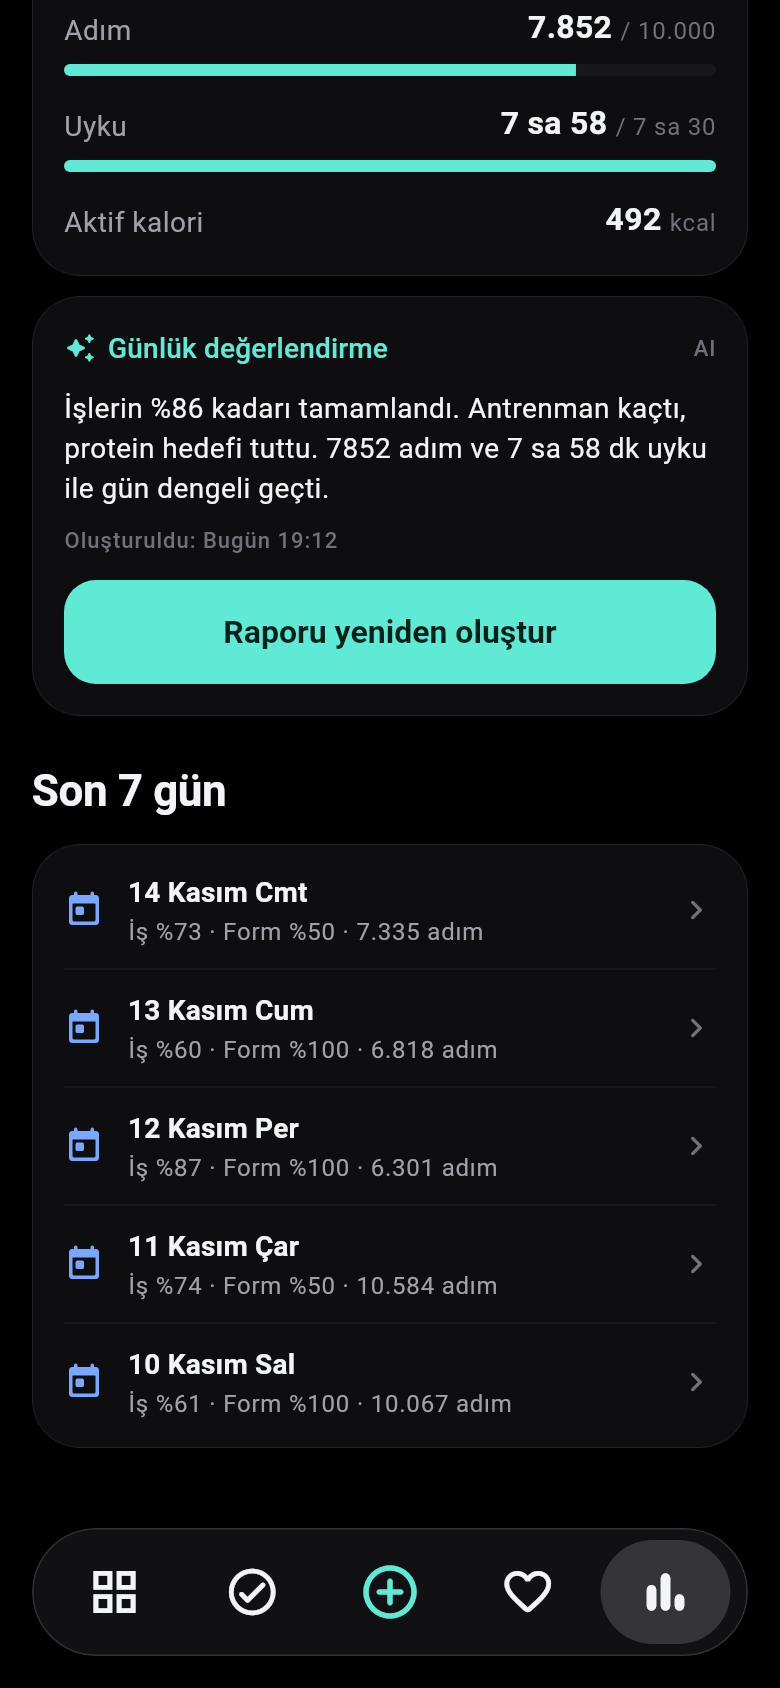 Adım 7.852 / 10.000
Uyku 7 sa 58 / 7 sa 30
Aktif kalori 492 kcal
Günlük değerlendirme AI
İşlerin %86 kadarı tamamlandı. Antrenman kaçtı,
protein hedefi tuttu. 7852 adım ve 7 sa 58 dk uyku
ile gün dengeli geçti.
Oluşturuldu: Bugün 19:12
Raporu yeniden oluştur
Son 7 gün
14 Kasım Cmt
İş %73 · Form %50 · 7.335 adım
13 Kasım Cum
İş %60 · Form %100 · 6.818 adım
12 Kasım Per
İş %87 · Form %100 · 6.301 adım
11 Kasım Çar
İş %74 · Form %50 · 10.584 adım
10 Kasım Sal
İş %61 · Form %100 · 10.067 adım